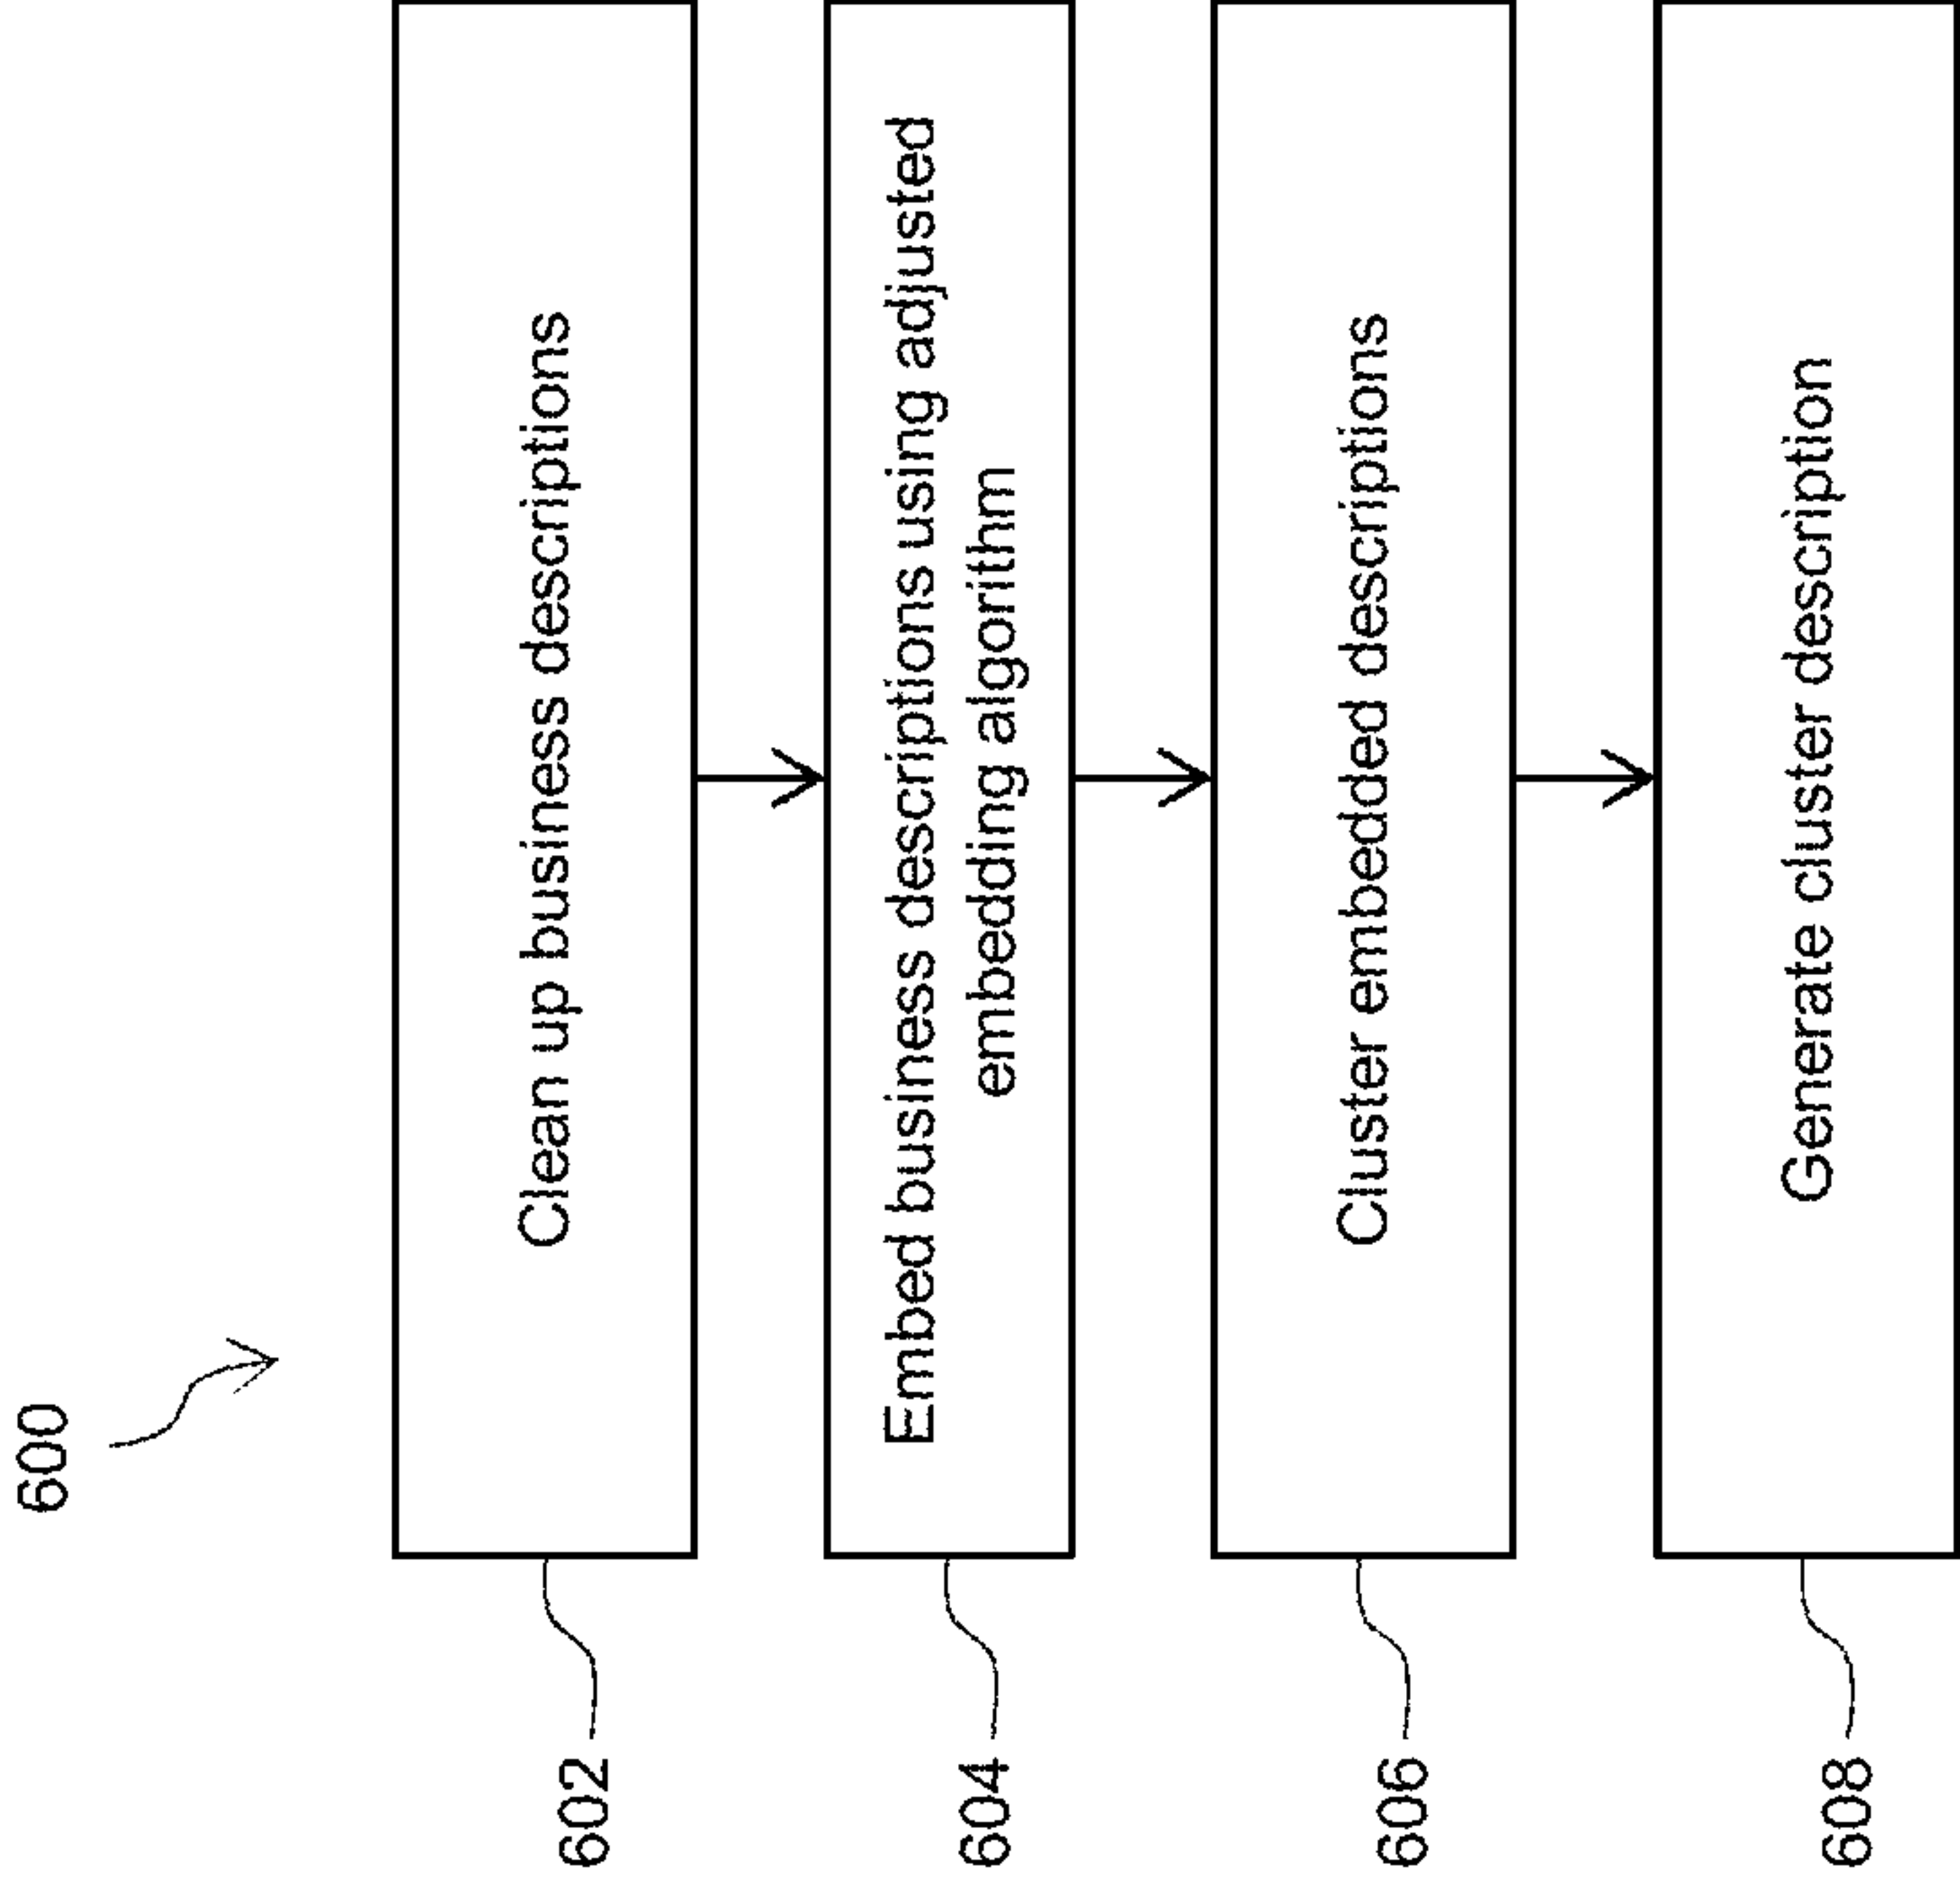 600
602
Clean up business descriptions
604
Embed business descriptions using adjusted
embedding algorithm
606
Cluster embedded descriptions
608
Generate cluster description